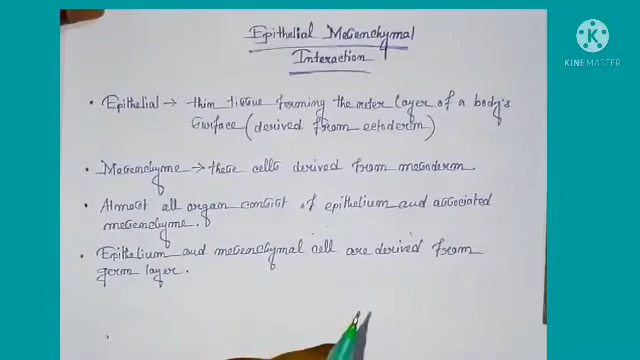 Epithelial Mesenchymal
Interaction
KINEMASTER
• Epithelial → thin tissue forming the outer layer of a body's
surface (derived from ectoderm)
• Mesenchyme → these cells derived from mesoderm.
• Almost all organ consist of epithelium and associated
mesenchyme.
• Epithelium and mesenchymal cell are derived from
germ layer.